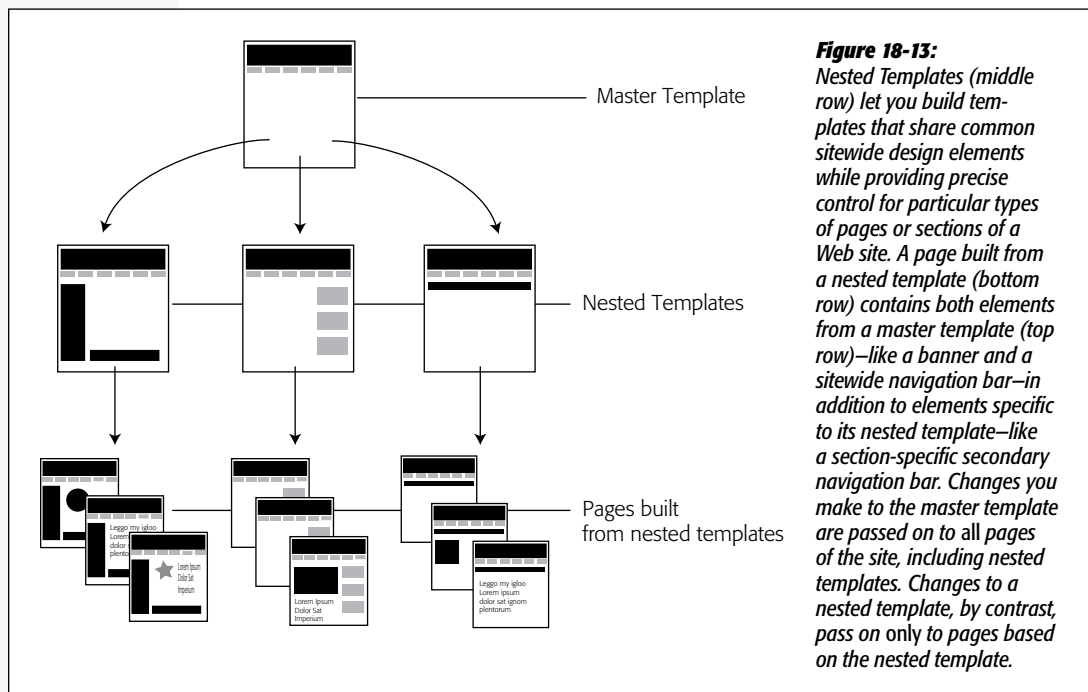 Master Template
Nested Templates
Pages built
from nested templates
Leggo my igloo
Lorem
dolor s
plento
Lorem Ipsum
Dolor Sat
Imperium
Lorem Ipsum
Dolor Sat
Imperium
Leggo my igloo
Lorem ipsum
dolor sat ignom
plentorum
Figure 18-13:
Nested Templates (middle
row) let you build tem-
plates that share common
sitewide design elements
while providing precise
control for particular types
of pages or sections of a
Web site. A page built from
a nested template (bottom
row) contains both elements
from a master template (top
row)—like a banner and a
sitewide navigation bar—in
addition to elements specific
to its nested template—like
a section-specific secondary
navigation bar. Changes you
make to the master template
are passed on to all pages
of the site, including nested
templates. Changes to a
nested template, by contrast,
pass on only to pages based
on the nested template.